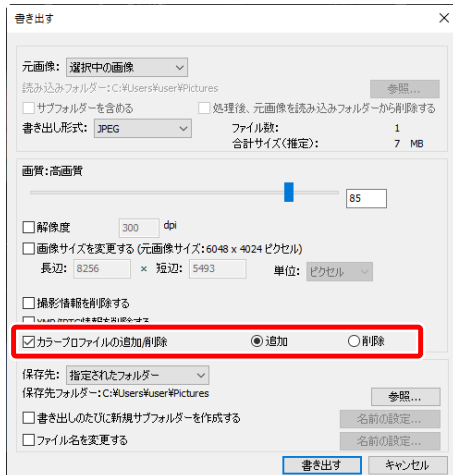 書き出す
元画像: 選択中の画像
読み込みフォルダー:C:¥Users¥user¥Pictures 参照...
サブフォルダーを含める 処理後、元画像を読み込みフォルダーから削除する
書き出し形式: JPEG ファイル数: 1
合計サイズ(推定): 7 MB
画質:高画質
85
解像度 300 dpi
画像サイズを変更する (元画像サイズ:6048 x 4024 ピクセル)
長辺: 8256 × 短辺: 5493 単位: ピクセル
撮影情報を削除する
XMP/IPTC情報を削除する
カラープロファイルの追加/削除 追加 削除
保存先: 指定されたフォルダー
保存先フォルダー:C:¥Users¥user¥Pictures 参照...
書き出しのたびに新規サブフォルダーを作成する 名前の設定...
ファイル名を変更する 名前の設定...
書き出す キャンセル